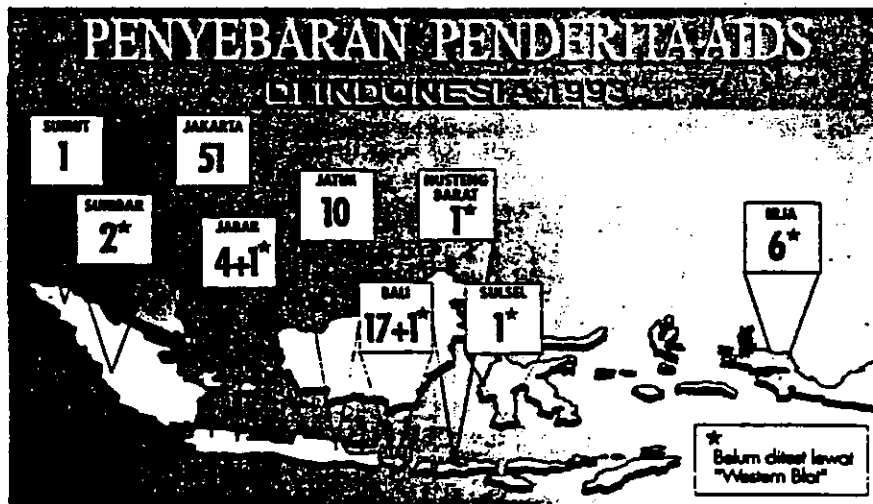 PENYEBARAN PENDERITA AIDS
DI INDONESIA 1993
SUMUT
1
JAKARTA
51
SUMBAR
2*
JABAR
4+1*
JATIM
10
NUSTENG
BARAT
1*
BALI
17+1*
SULSEL
1*
IRJA
6*
*
Belum ditest lewat
"Western Blot"